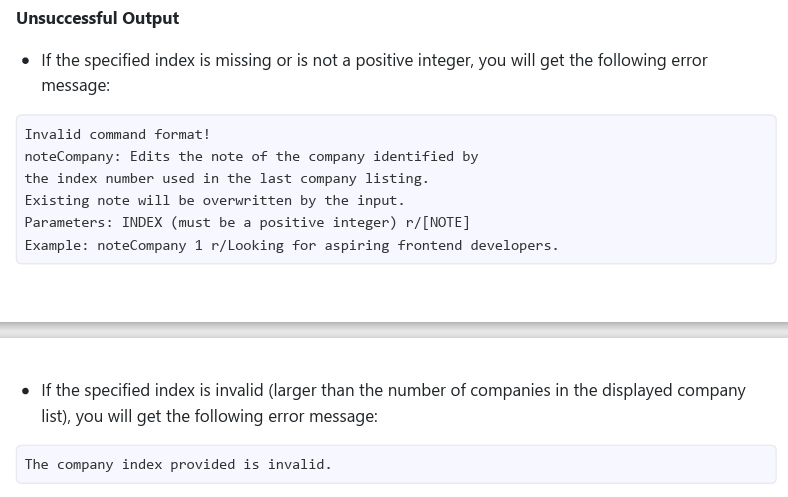 Unsuccessful Output
• If the specified index is missing or is not a positive integer, you will get the following error
message:
Invalid command format!
noteCompany: Edits the note of the company identified by
the index number used in the last company listing.
Existing note will be overwritten by the input.
Parameters: INDEX (must be a positive integer) r/[NOTE]
Example: noteCompany 1 r/Looking for aspiring frontend developers.
• If the specified index is invalid (larger than the number of companies in the displayed company
list), you will get the following error message:
The company index provided is invalid.